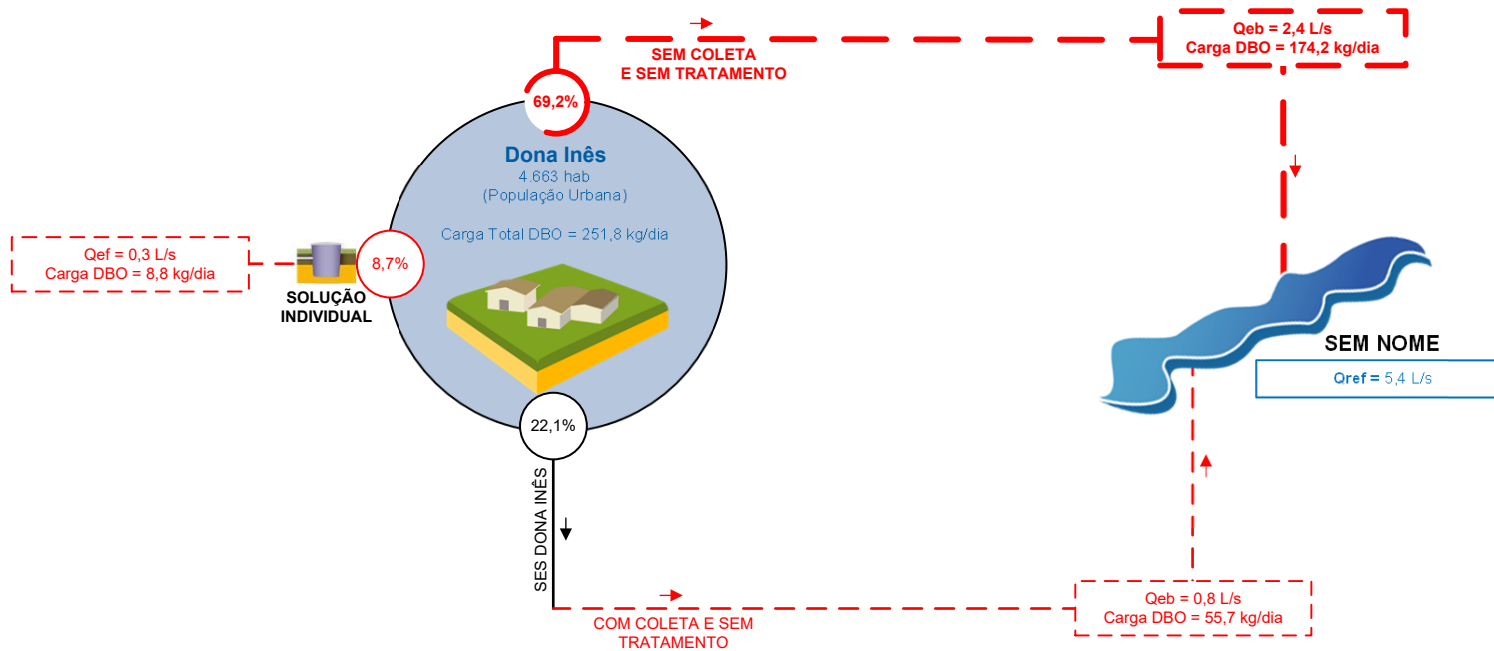 Qeb = 2,4 L/s
Carga DBO = 174,2 kg/dia
SEM COLETA
E SEM TRATAMENTO
69,2%
Dona Inês
4.663 hab
(População Urbana)
Carga Total DBO = 251,8 kg/dia
Qef = 0,3 L/s
Carga DBO = 8,8 kg/dia
8,7%
SOLUÇÃO
INDIVIDUAL
SEM NOME
Qref = 5,4 L/s
22,1%
SES DONA INÊS
COM COLETA E SEM
TRATAMENTO
Qeb = 0,8 L/s
Carga DBO = 55,7 kg/dia